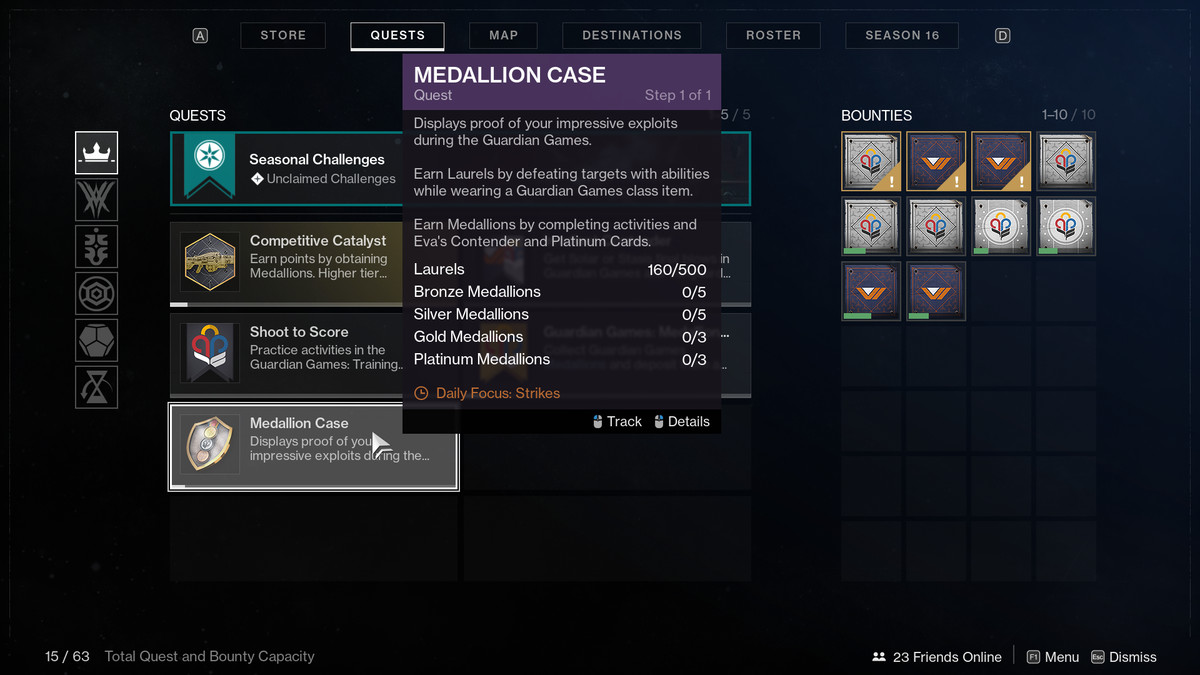 A
STORE
QUESTS
MAP
DESTINATIONS
ROSTER
SEASON 16
D
QUESTS
5 / 5
BOUNTIES
1–10 / 10
MEDALLION CASE
Quest
Step 1 of 1
Displays proof of your impressive exploits
during the Guardian Games.
Earn Laurels by defeating targets with abilities
while wearing a Guardian Games class item.
Earn Medallions by completing activities and
Eva's Contender and Platinum Cards.
Laurels 160/500
Bronze Medallions 0/5
Silver Medallions 0/5
Gold Medallions 0/3
Platinum Medallions 0/3
Daily Focus: Strikes
Track
Details
Seasonal Challenges
Unclaimed Challenges
Competitive Catalyst
Earn points by obtaining
Medallions. Higher tier...
Shoot to Score
Practice activities in the
Guardian Games: Training...
Medallion Case
Displays proof of you
impressive exploits during the...
15 / 63
Total Quest and Bounty Capacity
23 Friends Online
F1 Menu
Esc Dismiss